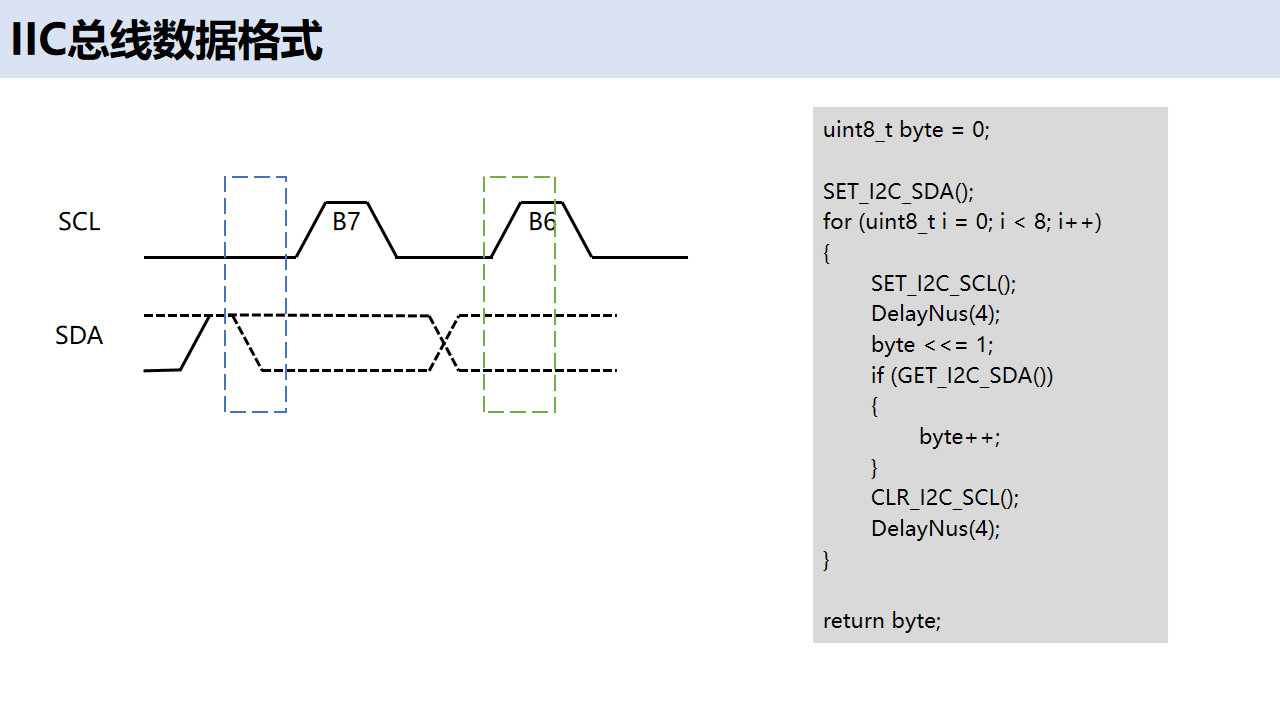 IIC总线数据格式
SCL
B7
B6
SDA
uint8_t byte = 0;
SET_I2C_SDA();
for (uint8_t i = 0; i < 8; i++)
{
SET_I2C_SCL();
DelayNus(4);
byte <<= 1;
if (GET_I2C_SDA())
{
byte++;
}
CLR_I2C_SCL();
DelayNus(4);
}
return byte;